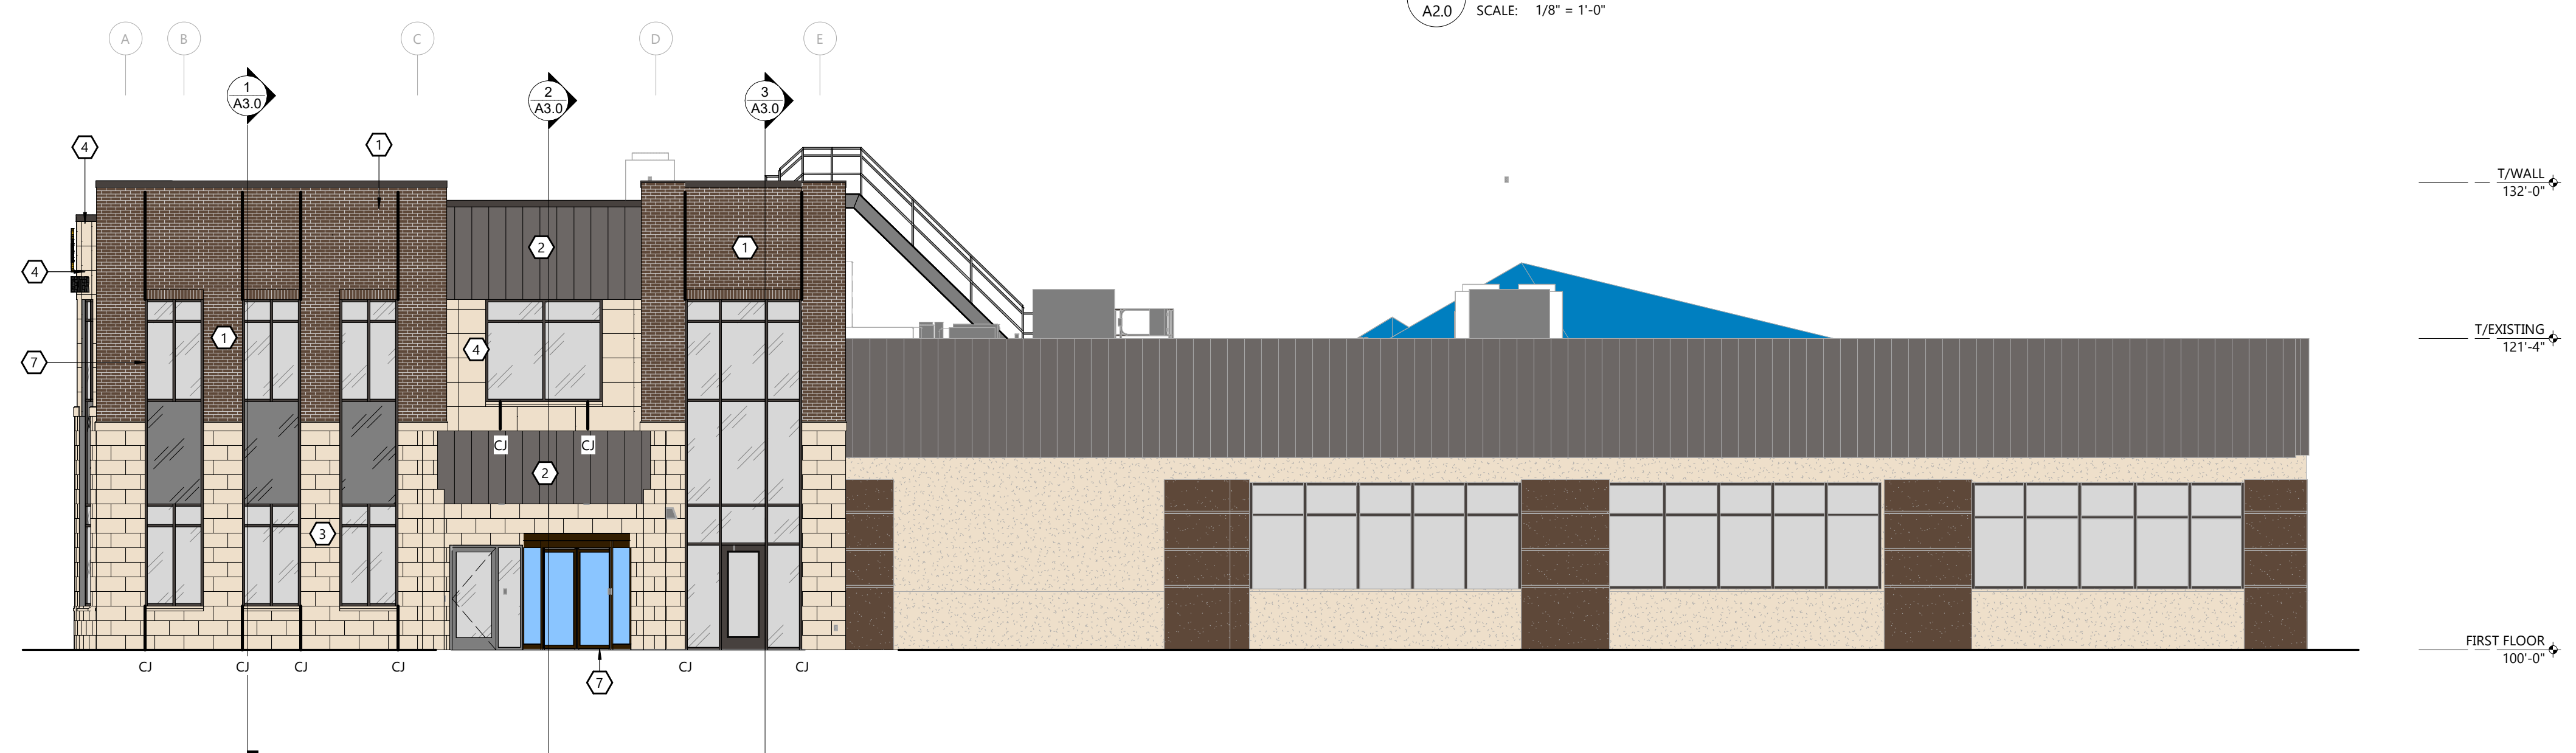 A2.0 SCALE: 1/8" = 1'-0"
A B C D E
1
A3.0
2
A3.0
3
A3.0
4
1
T/WALL
132'-0"
2
1
4
1
4
7
T/EXISTING
121'-4"
CJ CJ
2
3
FIRST FLOOR
100'-0"
CJ CJ CJ CJ CJ CJ
7